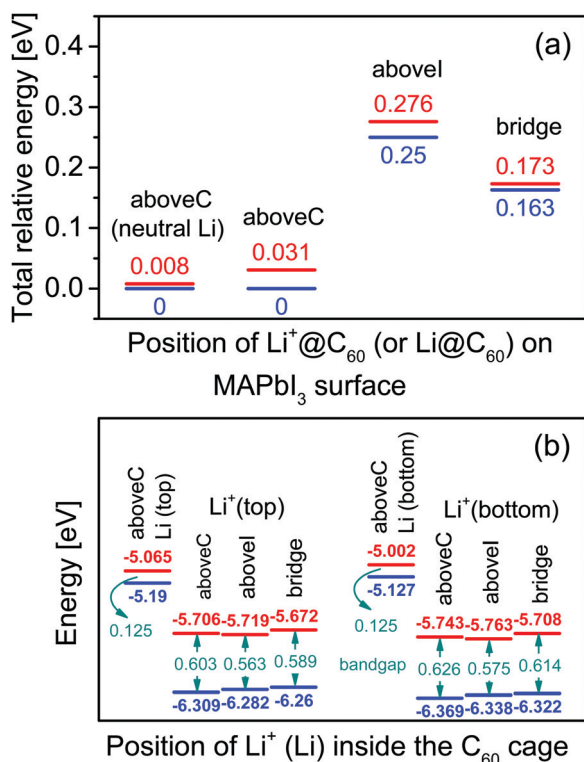 (a)
Total relative energy [eV]
0.4
0.3
0.2
0.1
0.0
aboveC
(neutral Li)
0.008
0
aboveC
0.031
0
aboveI
0.276
0.25
bridge
0.173
0.163
Position of Li⁺@C₆₀ (or Li@C₆₀) on
MAPbI₃ surface
(b)
Energy [eV]
aboveC
Li (top)
-5.065
-5.19
0.125
Li⁺(top)
aboveC
aboveI
bridge
-5.706
-5.719
-5.672
0.603
0.563
0.589
-6.309
-6.282
-6.26
aboveC
Li (bottom)
-5.002
-5.127
0.125
bandgap
Li⁺(bottom)
aboveC
aboveI
bridge
-5.743
-5.763
-5.708
0.626
0.575
0.614
-6.369
-6.338
-6.322
Position of Li⁺ (Li) inside the C₆₀ cage